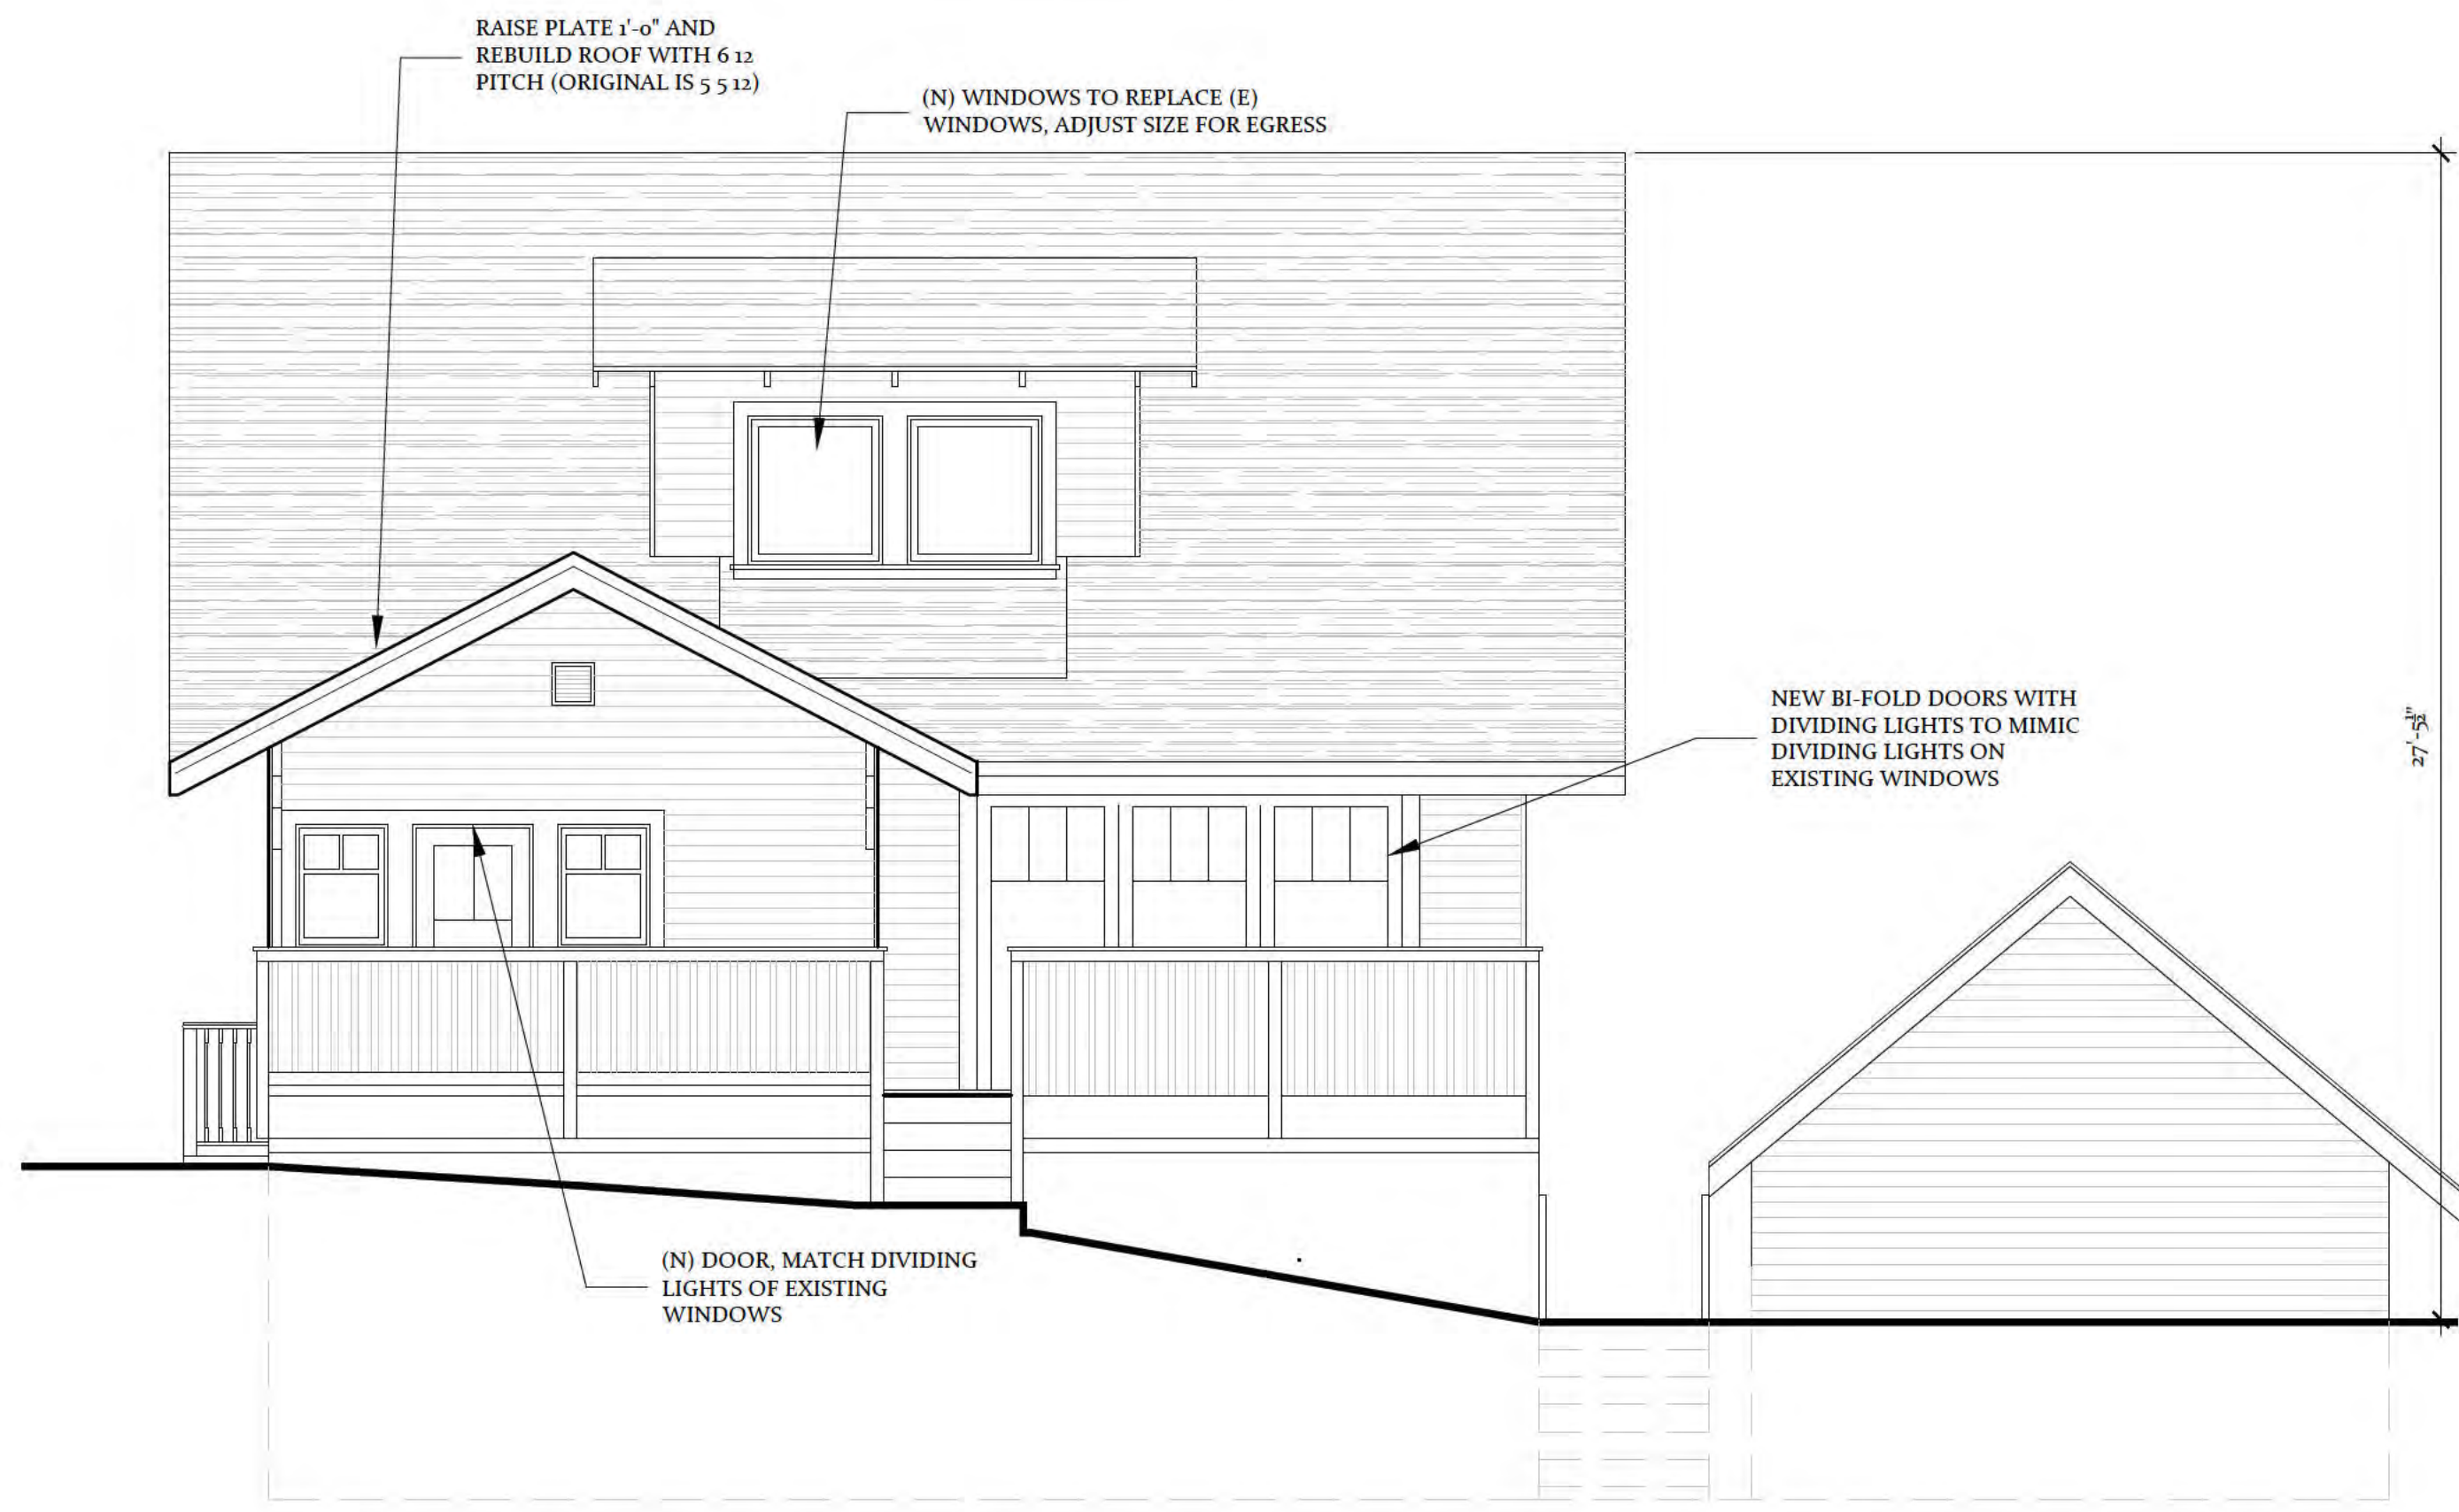 RAISE PLATE 1'-0" AND
REBUILD ROOF WITH 6 12
PITCH (ORIGINAL IS 5 5 12)
(N) WINDOWS TO REPLACE (E)
WINDOWS, ADJUST SIZE FOR EGRESS
NEW BI-FOLD DOORS WITH
DIVIDING LIGHTS TO MIMIC
DIVIDING LIGHTS ON
EXISTING WINDOWS
27'-5½"
(N) DOOR, MATCH DIVIDING
LIGHTS OF EXISTING
WINDOWS